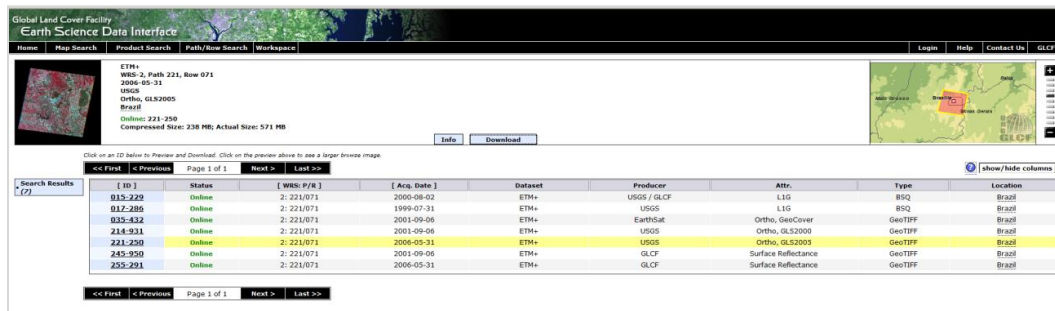 Global Land Cover Facility
Earth Science Data Interface
Home Map Search Product Search Path/Row Search Workspace Login Help Contact Us GLCF
ETM+
WRS-2, Path 221, Row 071
2006-05-31
USGS
Ortho, GLS2005
Brazil
Online: 221-250
Compressed Size: 238 MB; Actual Size: 571 MB
Info Download
GLCF
Click on an ID below to Preview and Download. Click on the preview above to see a larger browse image.
<< First < Previous Page 1 of 1 Next > Last >> show/hide columns
Search Results
(7)
[ ID ] Status [ WRS: P/R ] [ Acq. Date ] Dataset Producer Attr. Type Location
015-229 Online 2: 221/071 2000-08-02 ETM+ USGS / GLCF L1G BSQ Brazil
017-286 Online 2: 221/071 1999-07-31 ETM+ USGS L1G BSQ Brazil
035-432 Online 2: 221/071 2001-09-06 ETM+ EarthSat Ortho, GeoCover GeoTIFF Brazil
214-931 Online 2: 221/071 2001-09-06 ETM+ USGS Ortho, GLS2000 GeoTIFF Brazil
221-250 Online 2: 221/071 2006-05-31 ETM+ USGS Ortho, GLS2005 GeoTIFF Brazil
245-950 Online 2: 221/071 2001-09-06 ETM+ GLCF Surface Reflectance GeoTIFF Brazil
255-291 Online 2: 221/071 2006-05-31 ETM+ GLCF Surface Reflectance GeoTIFF Brazil
<< First < Previous Page 1 of 1 Next > Last >>